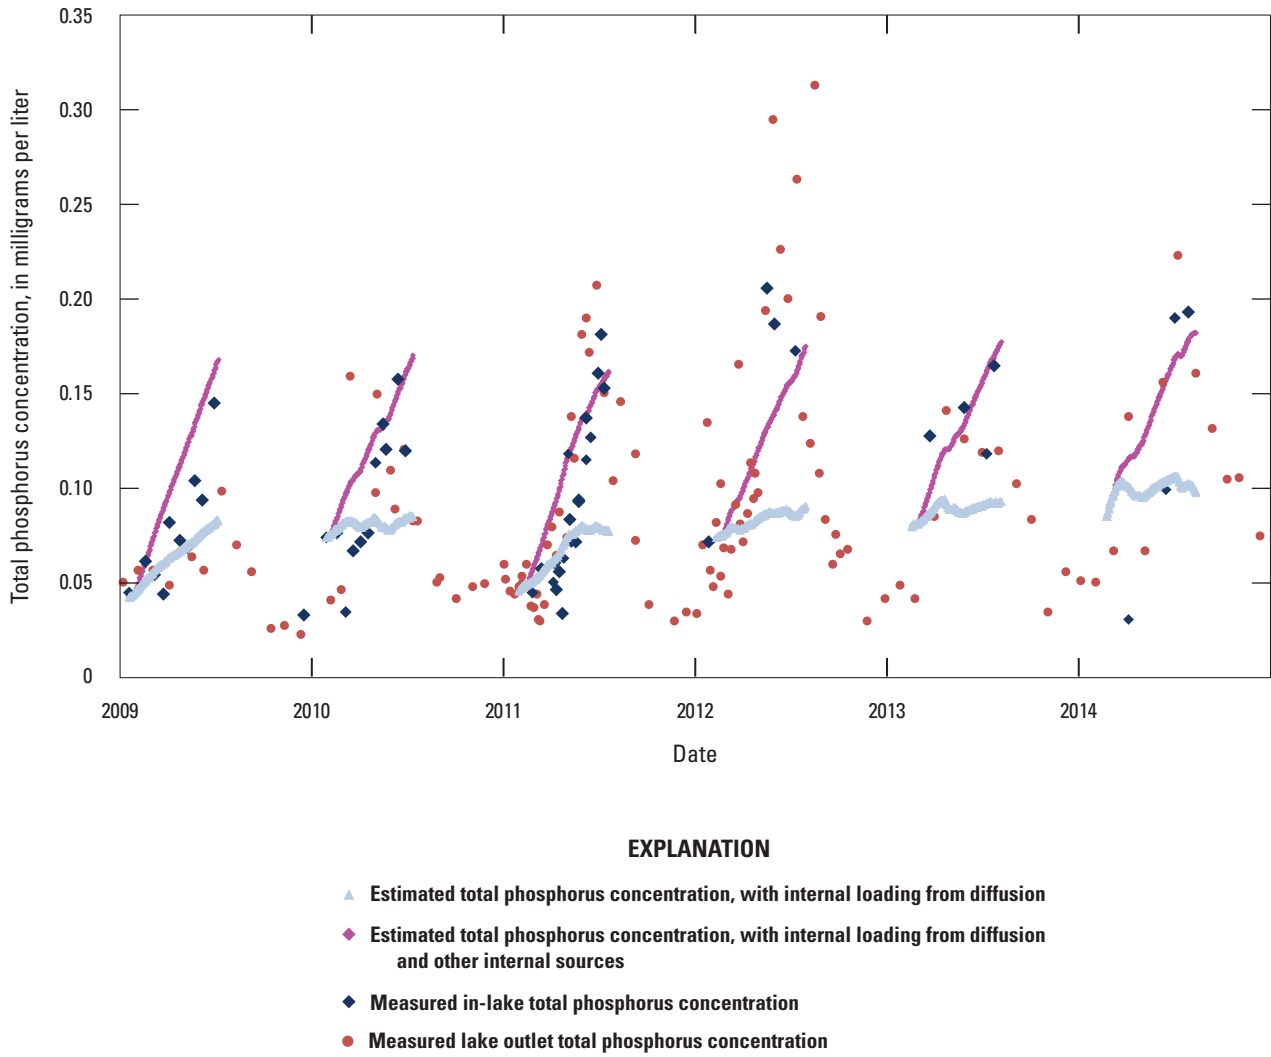 Total phosphorus concentration, in milligrams per liter
0.35
0.30
0.25
0.20
0.15
0.10
0.05
0
2009
2010
2011
2012
2013
2014
Date
EXPLANATION
Estimated total phosphorus concentration, with internal loading from diffusion
Estimated total phosphorus concentration, with internal loading from diffusion
and other internal sources
Measured in-lake total phosphorus concentration
Measured lake outlet total phosphorus concentration